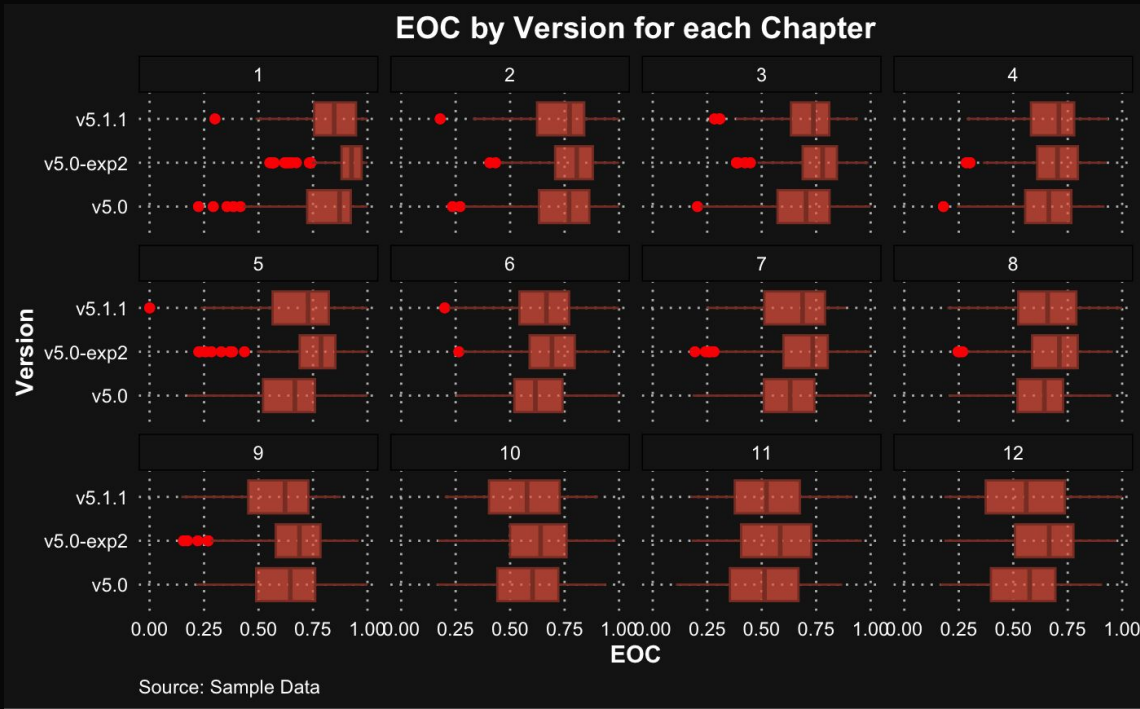 EOC by Version for each Chapter
1 2 3 4
v5.1.1
v5.0-exp2
v5.0
5 6 7 8
v5.1.1
v5.0-exp2
v5.0
Version
9 10 11 12
v5.1.1
v5.0-exp2
v5.0
0.00 0.25 0.50 0.75 1.00 0.00 0.25 0.50 0.75 1.00 0.00 0.25 0.50 0.75 1.00 0.00 0.25 0.50 0.75 1.00
EOC
Source: Sample Data